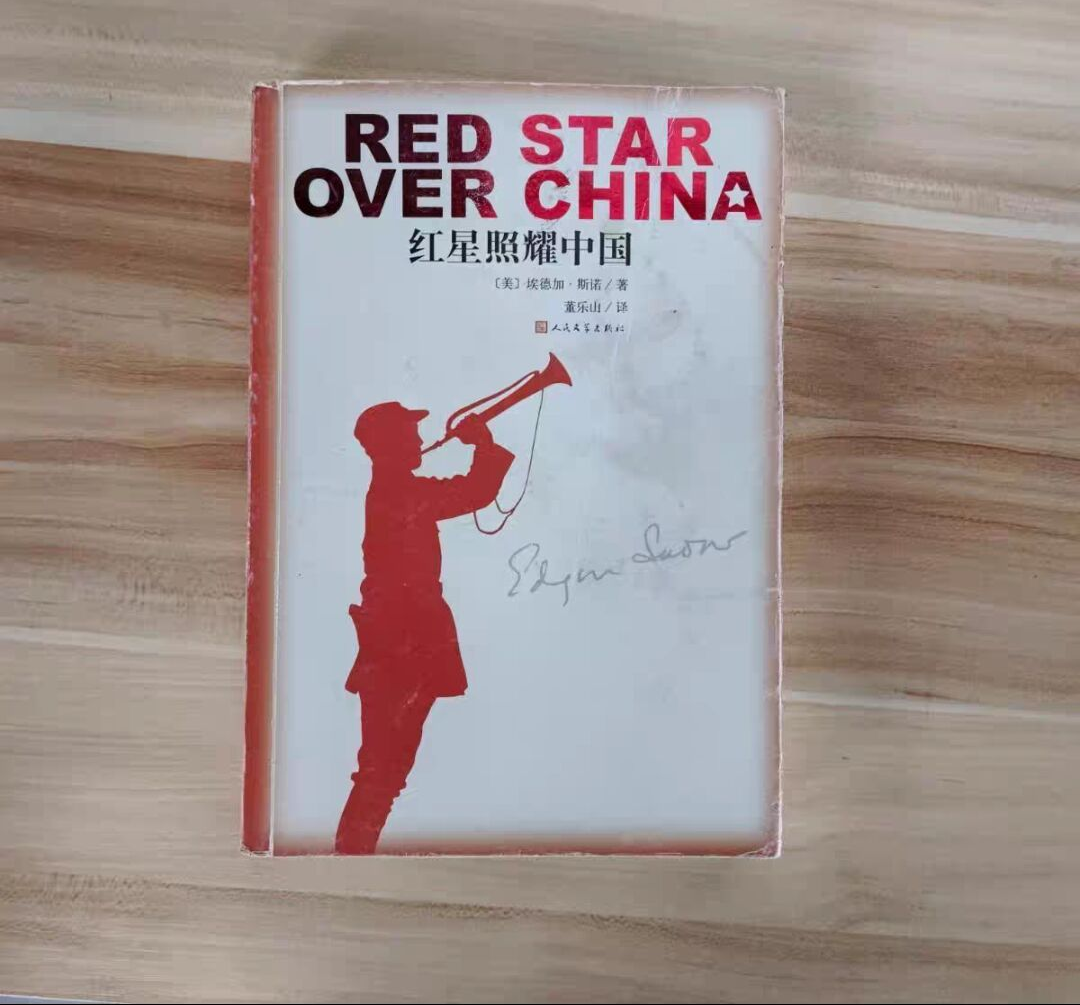 RED STAR
OVER CHINA
红星照耀中国
〔美〕埃德加·斯诺/著
董乐山/译
人民文学出版社
Edgar Snow